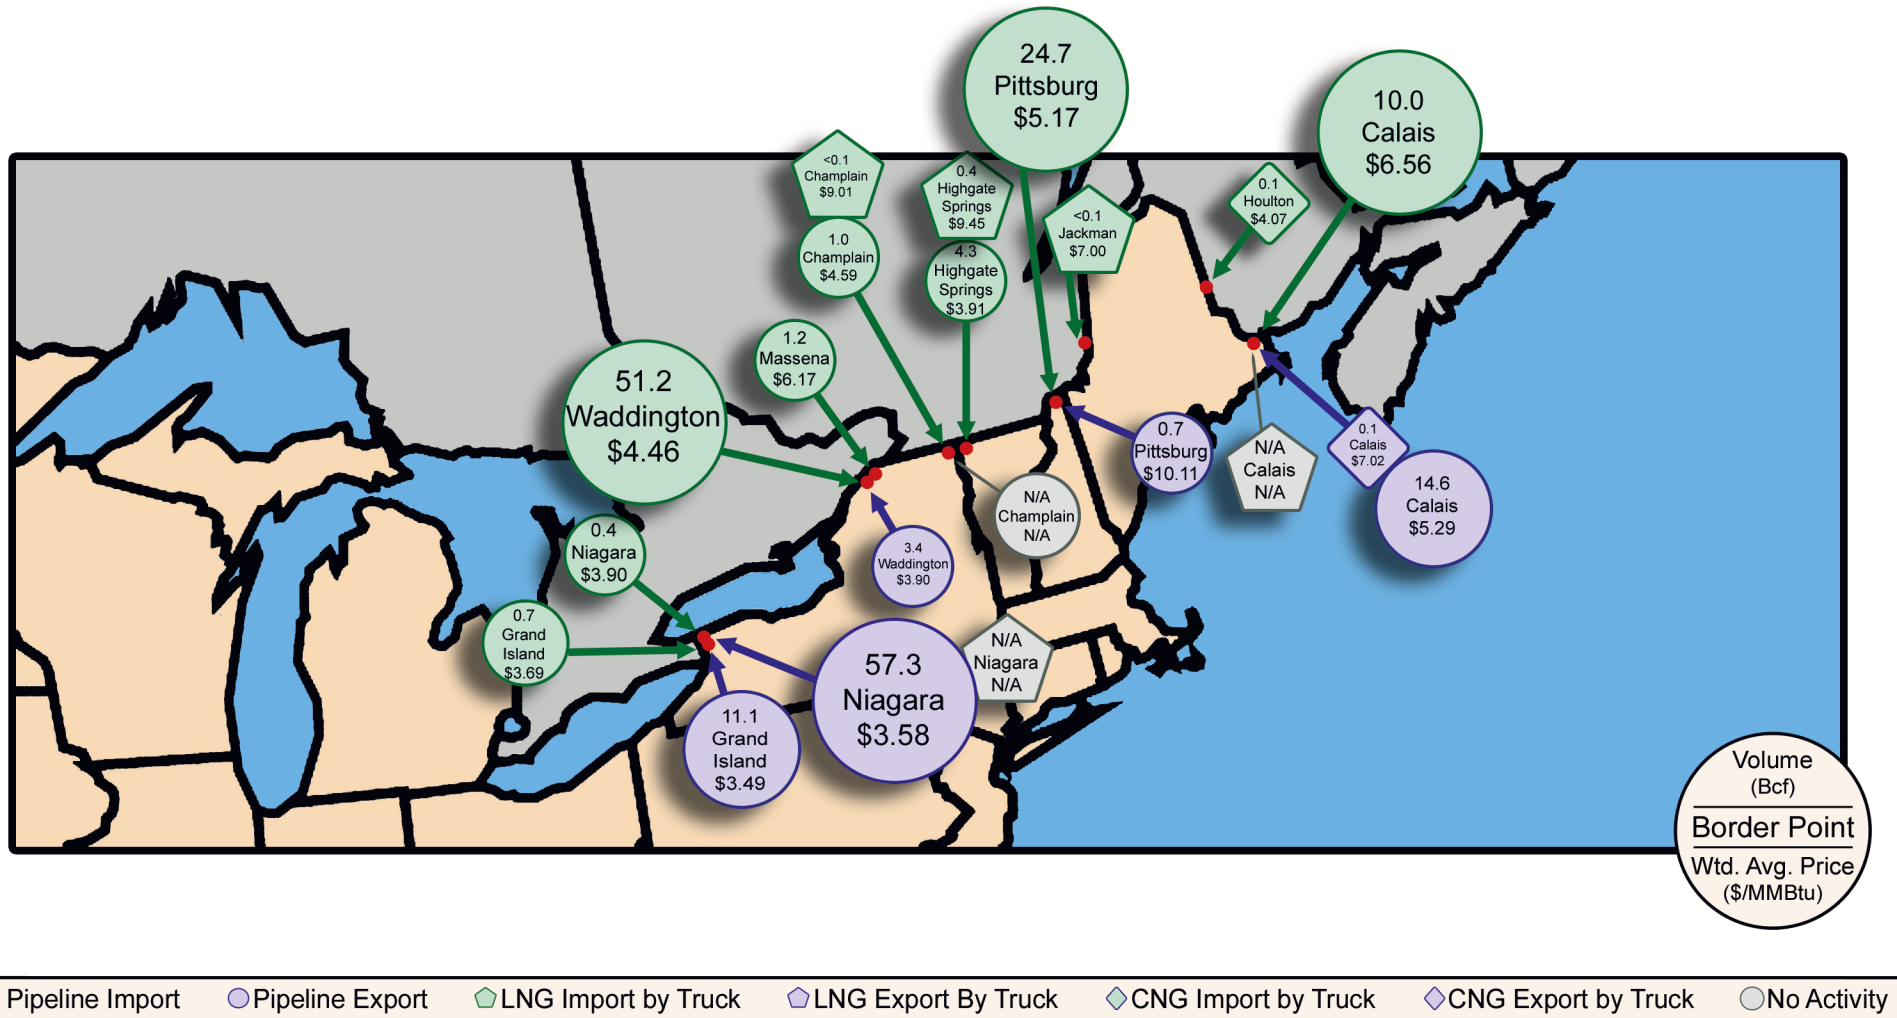 24.7
Pittsburg
$5.17
10.0
Calais
$6.56
<0.1
Champlain
$9.01
0.4
Highgate
Springs
$9.45
<0.1
Jackman
$7.00
0.1
Houlton
$4.07
1.0
Champlain
$4.59
4.3
Highgate
Springs
$3.91
1.2
Massena
$6.17
51.2
Waddington
$4.46
0.7
Pittsburg
$10.11
N/A
Calais
N/A
0.1
Calais
$7.02
14.6
Calais
$5.29
N/A
Champlain
N/A
0.4
Niagara
$3.90
3.4
Waddington
$3.90
0.7
Grand
Island
$3.69
57.3
Niagara
$3.58
N/A
Niagara
N/A
11.1
Grand
Island
$3.49
Volume
(Bcf)
Border Point
Wtd. Avg. Price
($/MMBtu)
Pipeline Import
Pipeline Export
LNG Import by Truck
LNG Export By Truck
CNG Import by Truck
CNG Export by Truck
No Activity